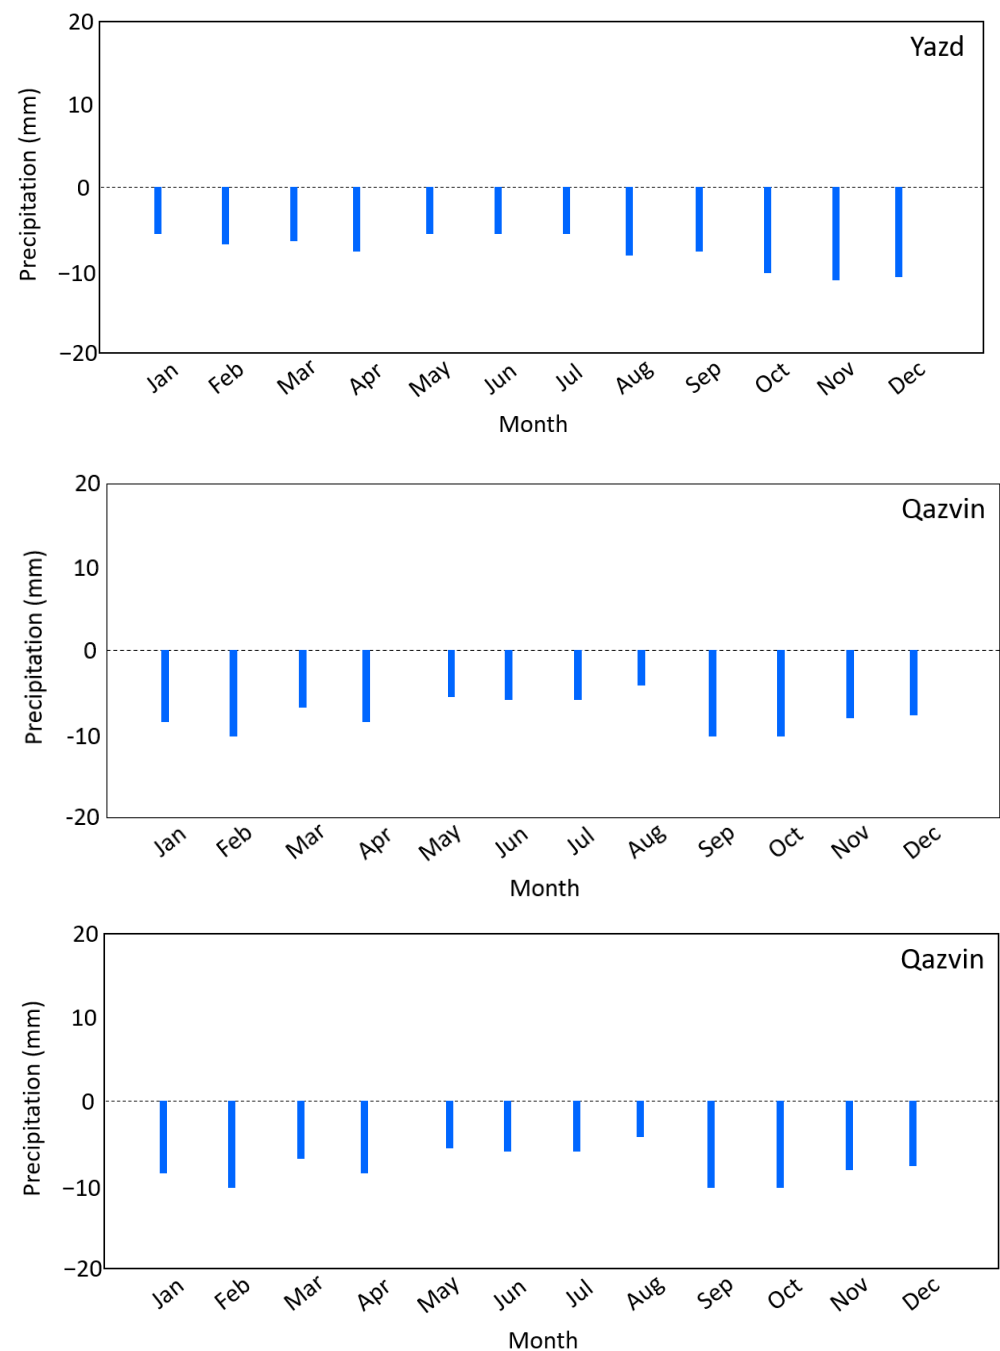 Yazd
Precipitation (mm)
20
10
0
−10
−20
Jan Feb Mar Apr May Jun Jul Aug Sep Oct Nov Dec
Month
Qazvin
Precipitation (mm)
20
10
0
-10
-20
Jan Feb Mar Apr May Jun Jul Aug Sep Oct Nov Dec
Month
Qazvin
Precipitation (mm)
20
10
0
−10
−20
Jan Feb Mar Apr May Jun Jul Aug Sep Oct Nov Dec
Month